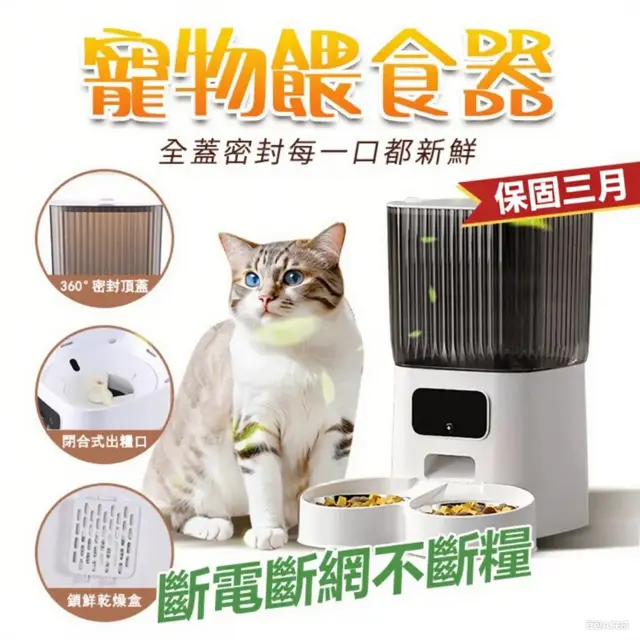 寵物餵食器
全蓋密封每一口都新鮮
保固三月
360°密封頂蓋
閉合式出糧口
鎖鮮乾燥盒
斷電斷網不斷糧